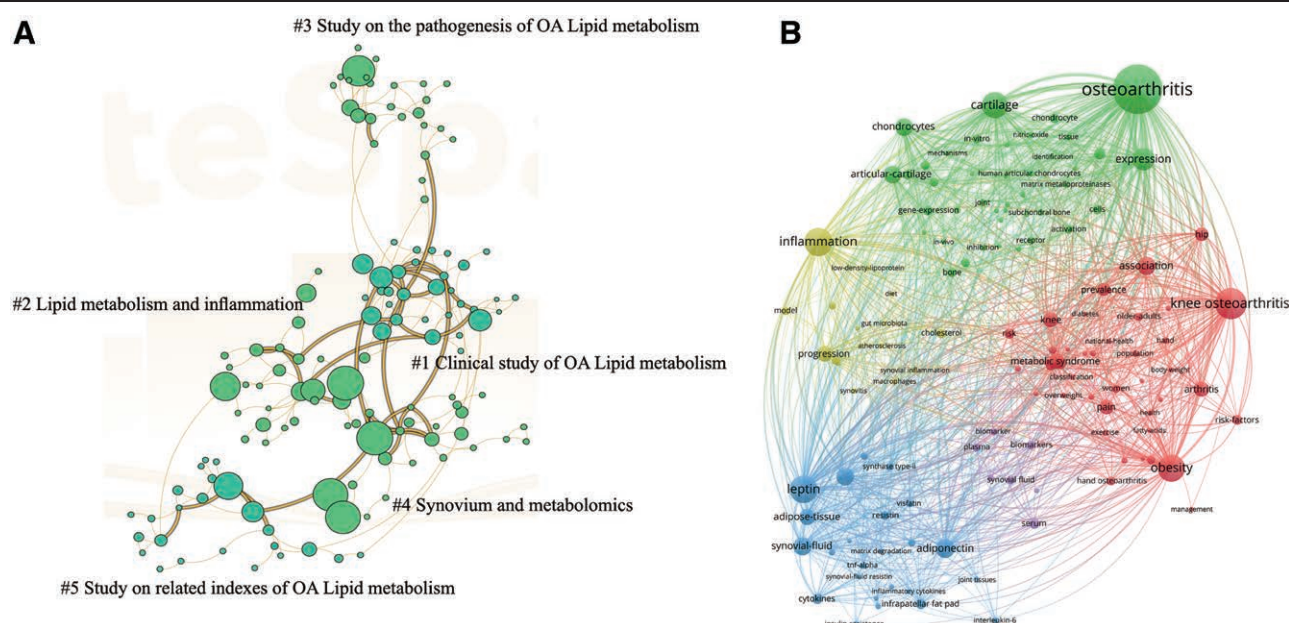 A
#3 Study on the pathogenesis of OA Lipid metabolism
#2 Lipid metabolism and inflammation
#1 Clinical study of OA Lipid metabolism
#4 Synovium and metabolomics
#5 Study on related indexes of OA Lipid metabolism
B
osteoarthritis
cartilage
chondrocyte
chondrocytes
in-vitro
nitric-oxide
tissue
mechanisms
identification
expression
articular-cartilage
human articular chondrocytes
matrix metalloproteinases
joint
gene-expression
subchondral bone
cells
activation
inflammation
in-vivo
inhibition
receptor
hip
low-density-lipoprotein
bone
association
diet
prevalence
knee osteoarthritis
model
knee
diabetes
older-adults
gut microbiota
cholesterol
risk
national-health
hand
atherosclerosis
progression
metabolic syndrome
population
synovial inflammation
classification
body weight
macrophages
synovitis
overweight
women
arthritis
pain
health
risk-factors
biomarker
exercise
plasma
biomarkers
synthase type-ii
obesity
leptin
synovial fluid
hand osteoarthritis
visfatin
adipose-tissue
resistin
serum
management
synovial-fluid
matrix degradation
adiponectin
tnf-alpha
synovial-fluid resistin
joint tissues
inflammatory cytokines
cytokines
infrapatellar fat pad
interleukin-6